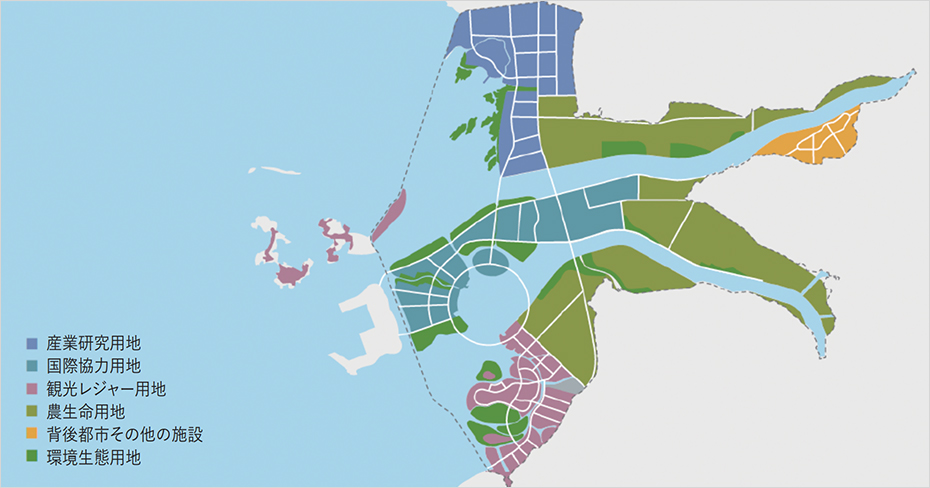 産業研究用地
国際協力用地
観光レジャー用地
農生命用地
背後都市その他の施設
環境生態用地